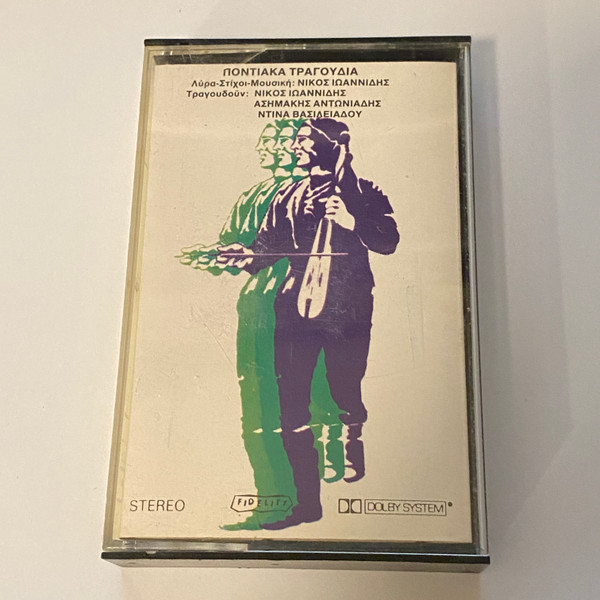 ΠΟΝΤΙΑΚΑ ΤΡΑΓΟΥΔΙΑ
Λύρα-Στίχοι-Μουσική: ΝΙΚΟΣ ΙΩΑΝΝΙΔΗΣ
Τραγουδούν: ΝΙΚΟΣ ΙΩΑΝΝΙΔΗΣ
ΑΣΗΜΑΚΗΣ ΑΝΤΩΝΙΑΔΗΣ
ΝΤΙΝΑ ΒΑΣΙΛΕΙΑΔΟΥ
STEREO FIDELITY DOLBY SYSTEM®